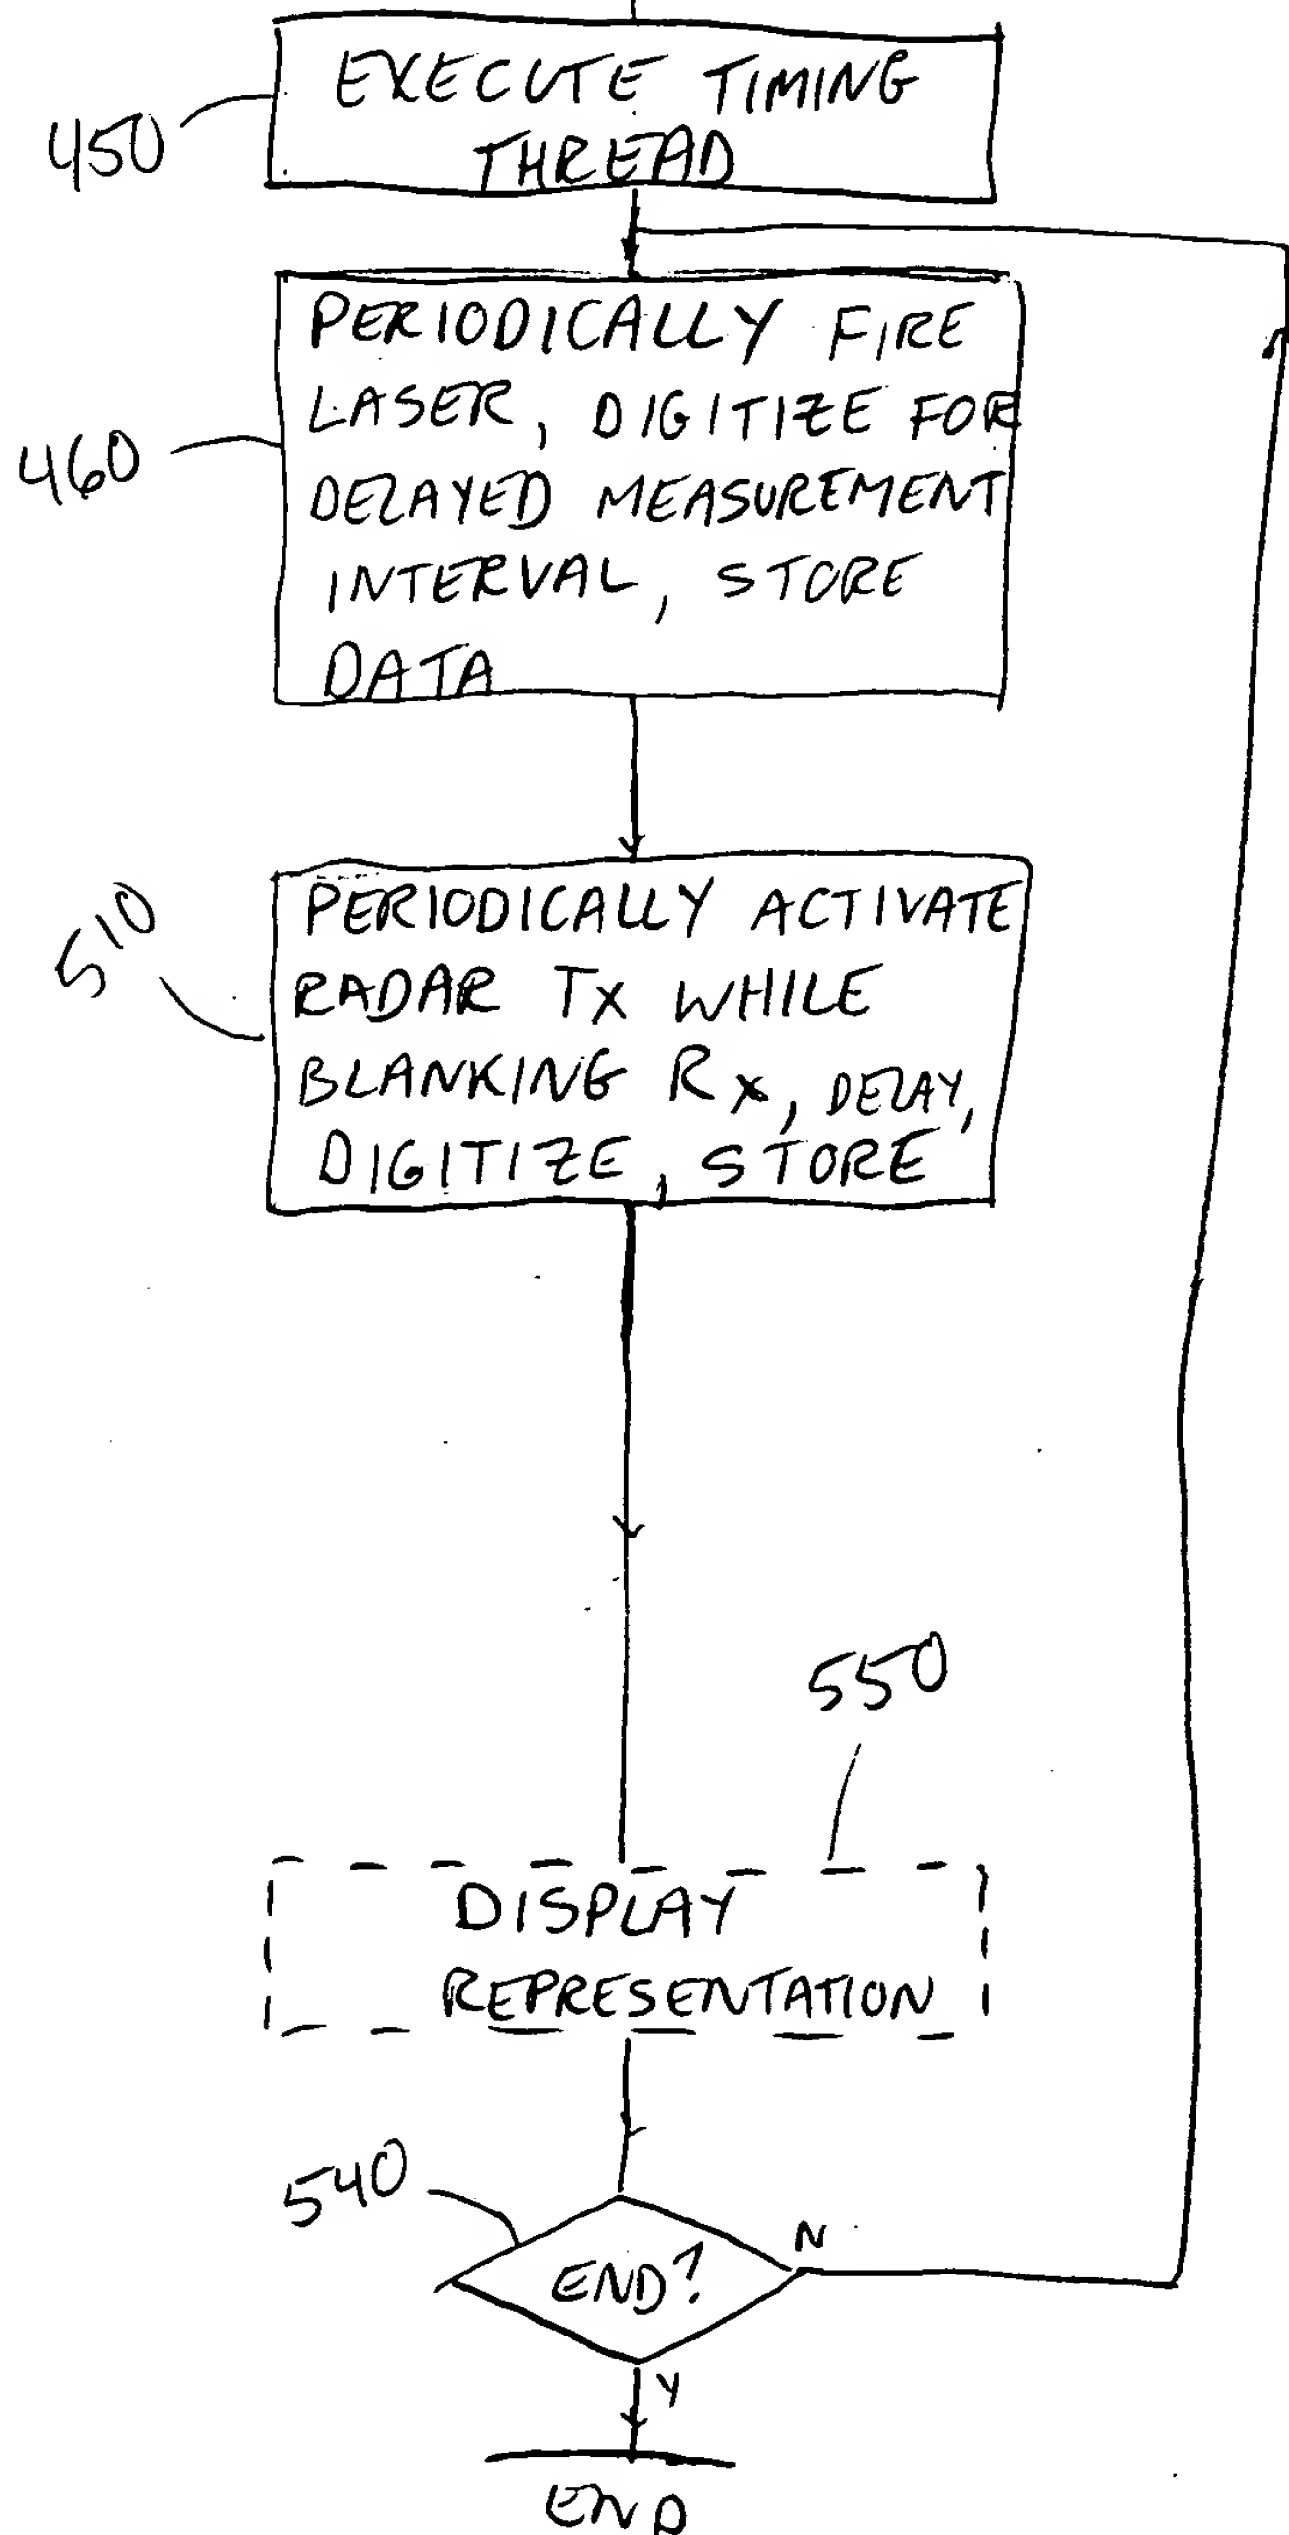 EXECUTE TIMING
THREAD
450
PERIODICALLY FIRE
LASER, DIGITIZE FOR
DELAYED MEASUREMENT
INTERVAL, STORE
DATA
460
PERIODICALLY ACTIVATE
RADAR Tx WHILE
BLANKING Rx, DELAY,
DIGITIZE, STORE
510
550
DISPLAY
REPRESENTATION
540
END?
N
Y
END